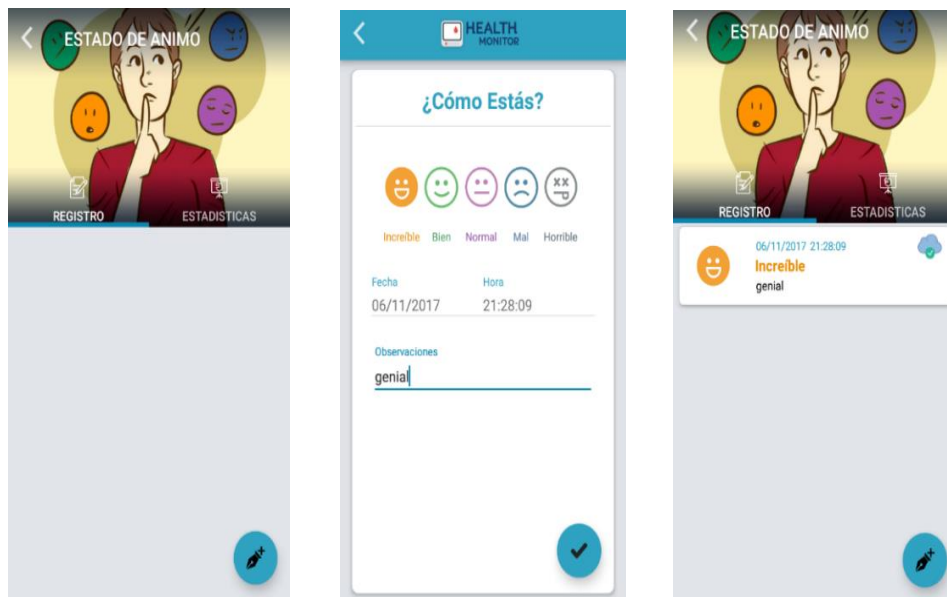 ESTADO DE ANIMO
REGISTRO ESTADISTICAS
HEALTH
MONITOR
¿Cómo Estás?
Increíble Bien Normal Mal Horrible
Fecha Hora
06/11/2017 21:28:09
Observaciones
genial
ESTADO DE ANIMO
REGISTRO ESTADISTICAS
06/11/2017 21:28:09
Increíble
genial